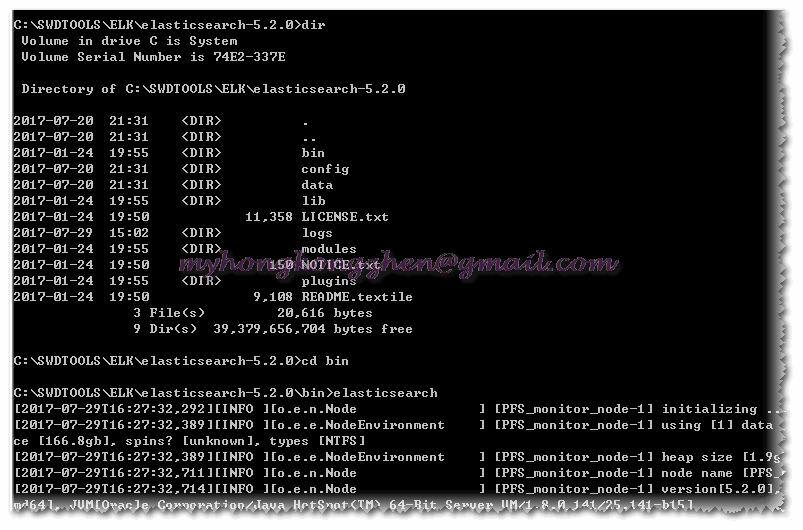 C:\SWDTOOLS\ELK\elasticsearch-5.2.0>dir
 Volume in drive C is System
 Volume Serial Number is 74E2-337E
 Directory of C:\SWDTOOLS\ELK\elasticsearch-5.2.0
2017-07-20  21:31    <DIR>          .
2017-07-20  21:31    <DIR>          ..
2017-01-24  19:55    <DIR>          bin
2017-07-20  21:31    <DIR>          config
2017-07-20  21:31    <DIR>          data
2017-01-24  19:55    <DIR>          lib
2017-01-24  19:50            11,358 LICENSE.txt
2017-07-29  15:02    <DIR>          logs
2017-01-24  19:55    <DIR>          modules
2017-01-24  19:50               150 NOTICE.txt
2017-01-24  19:55    <DIR>          plugins
2017-01-24  19:50             9,108 README.textile
               3 File(s)         20,616 bytes
               9 Dir(s)  39,379,656,704 bytes free
C:\SWDTOOLS\ELK\elasticsearch-5.2.0>cd bin
C:\SWDTOOLS\ELK\elasticsearch-5.2.0\bin>elasticsearch
[2017-07-29T16:27:32,292][INFO ][o.e.n.Node               ] [PFS_monitor_node-1] initializing ..
[2017-07-29T16:27:32,389][INFO ][o.e.e.NodeEnvironment    ] [PFS_monitor_node-1] using [1] data
ce [166.8gb], spins? [unknown], types [NTFS]
[2017-07-29T16:27:32,389][INFO ][o.e.e.NodeEnvironment    ] [PFS_monitor_node-1] heap size [1.9g
[2017-07-29T16:27:32,711][INFO ][o.e.n.Node               ] node name [PFS_
[2017-07-29T16:27:32,714][INFO ][o.e.n.Node               ] version[5.2.0],
md64], JVM[Oracle Corporation/Java HotSpot(TM) 64-Bit Server VM/1.8.0_141/25.141-b15]